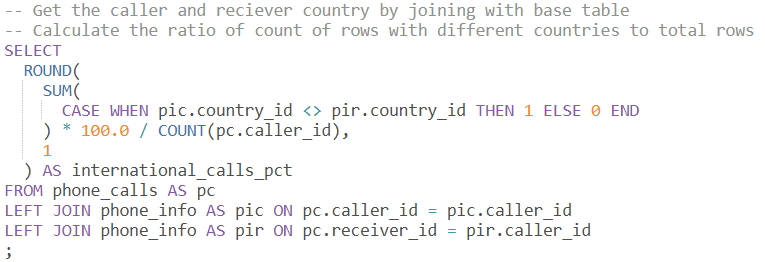 -- Get the caller and reciever country by joining with base table
-- Calculate the ratio of count of rows with different countries to total rows
SELECT
  ROUND(
    SUM(
      CASE WHEN pic.country_id <> pir.country_id THEN 1 ELSE 0 END
    ) * 100.0 / COUNT(pc.caller_id),
    1
  ) AS international_calls_pct
FROM phone_calls AS pc
LEFT JOIN phone_info AS pic ON pc.caller_id = pic.caller_id
LEFT JOIN phone_info AS pir ON pc.receiver_id = pir.caller_id
;